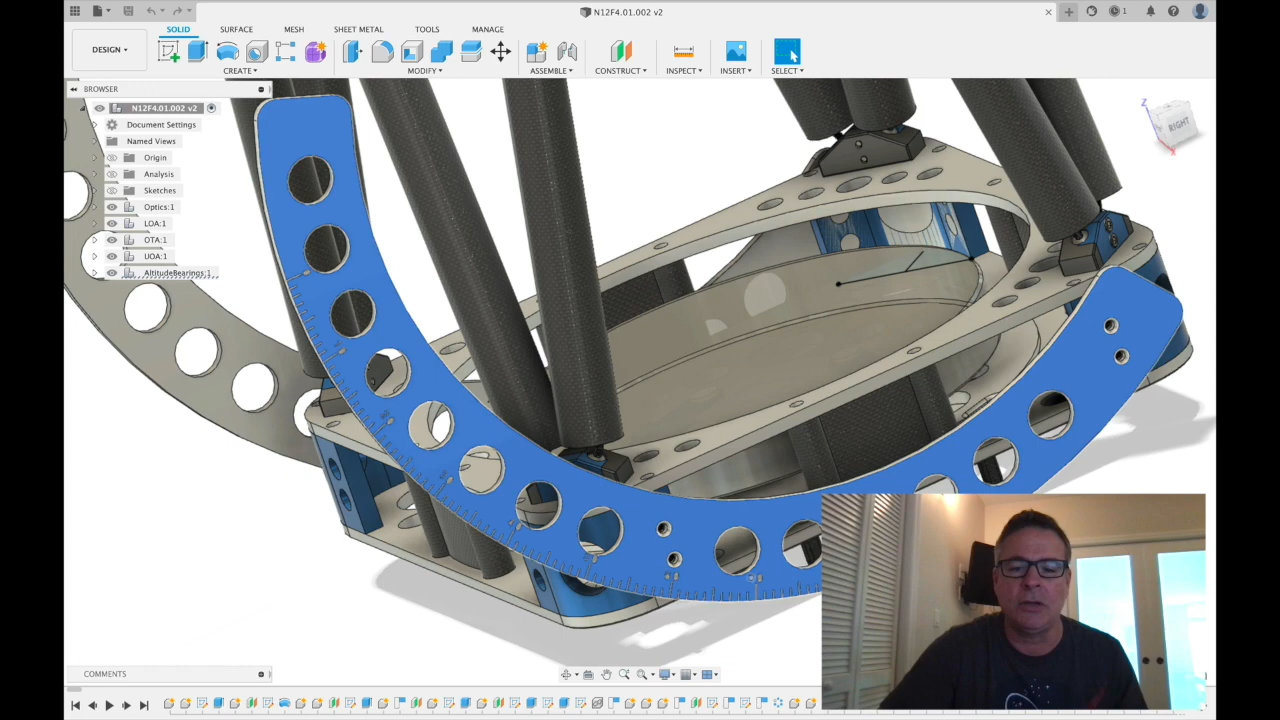 N12F4.01.002 v2
1
DESIGN
SOLID
SURFACE
MESH
SHEET METAL
TOOLS
MANAGE
CREATE
MODIFY
ASSEMBLE
CONSTRUCT
INSPECT
INSERT
SELECT
BROWSER
N12F4.01.002 v2
Document Settings
Named Views
Origin
Analysis
Sketches
Optics:1
LOA:1
OTA:1
UOA:1
AltitudeBearings:1
Z
RIGHT
X
COMMENTS